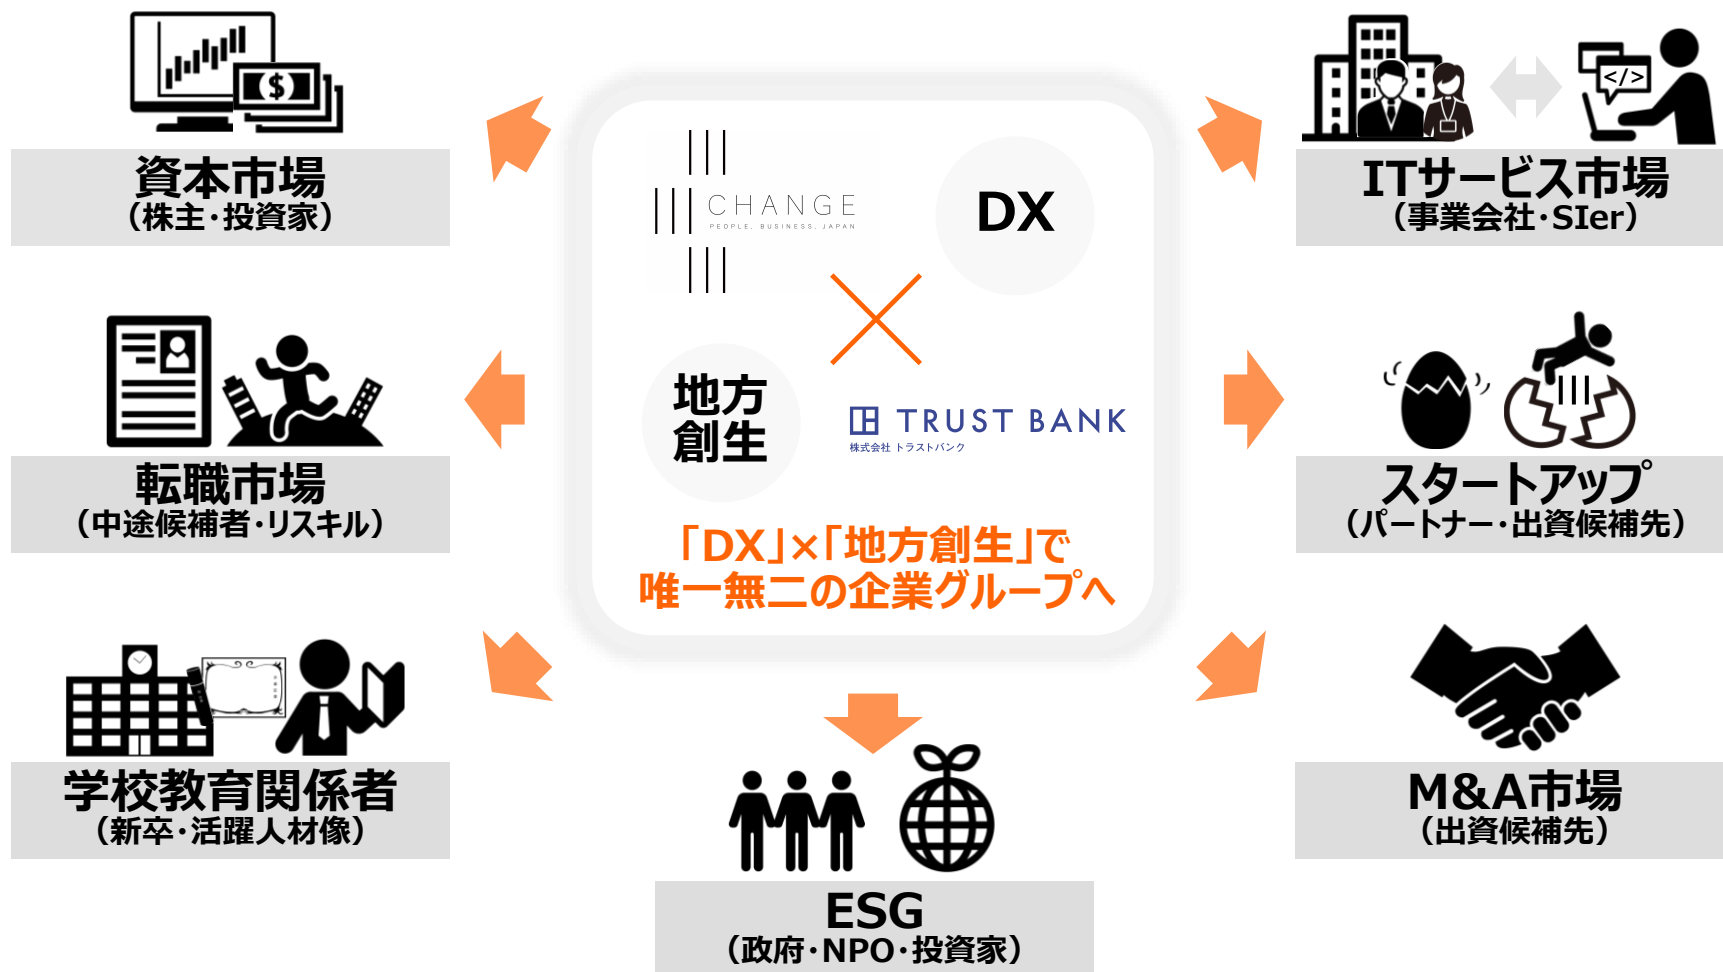 資本市場
（株主・投資家）
転職市場
（中途候補者・リスキル）
学校教育関係者
（新卒・活躍人材像）
CHANGE
PEOPLE. BUSINESS. JAPAN
DX
地方
創生
TRUST BANK
株式会社 トラストバンク
「DX」×「地方創生」で
唯一無二の企業グループへ
ESG
（政府・NPO・投資家）
$
</>
ITサービス市場
（事業会社・SIer）
スタートアップ
（パートナー・出資候補先）
M&A市場
（出資候補先）